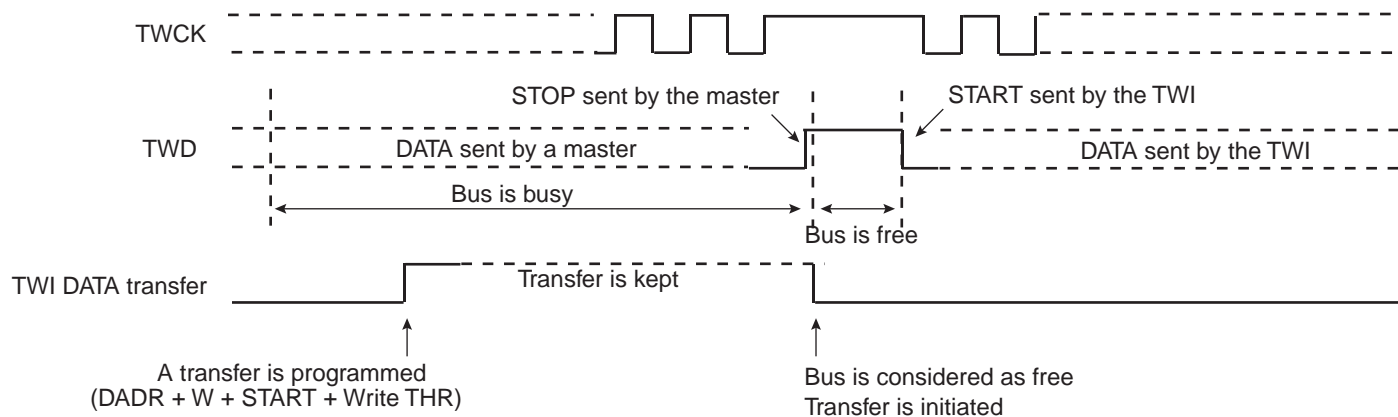 TWCK
STOP sent by the master
START sent by the TWI
TWD
DATA sent by a master
DATA sent by the TWI
Bus is busy
Bus is free
TWI DATA transfer
Transfer is kept
A transfer is programmed
(DADR + W + START + Write THR)
Bus is considered as free
Transfer is initiated